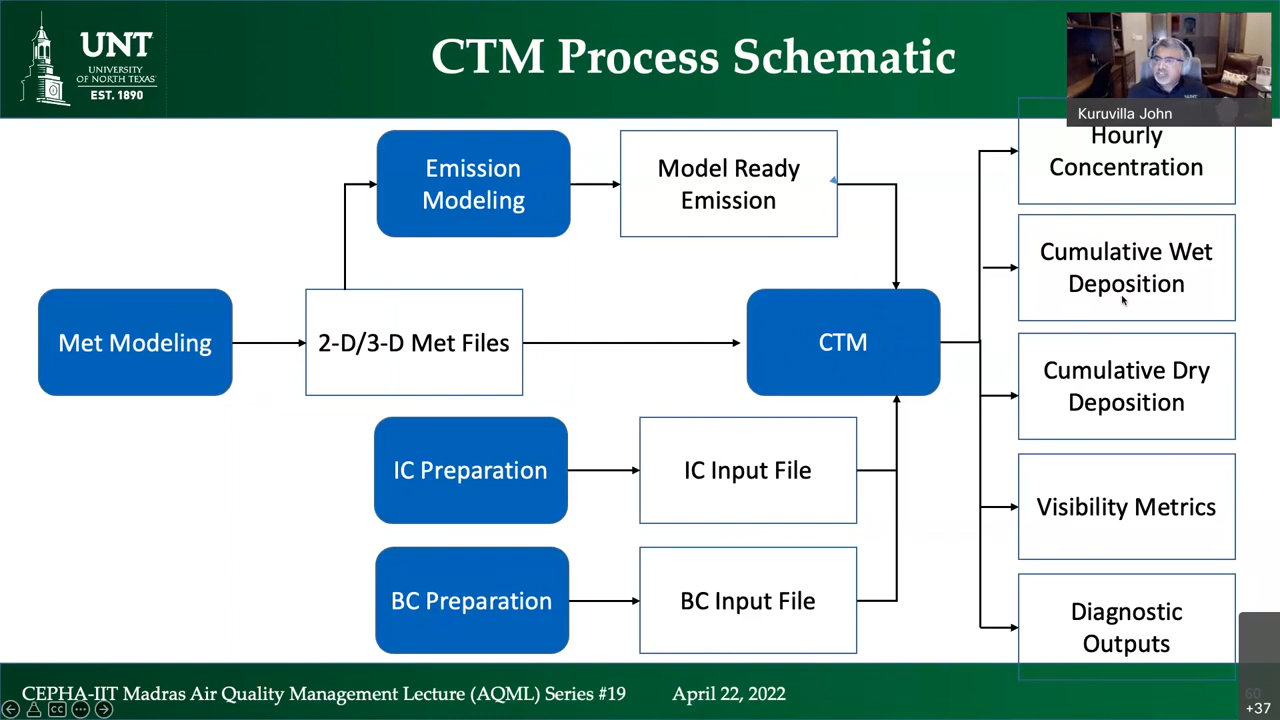 UNT
UNIVERSITY
OF NORTH TEXAS
EST. 1890
CTM Process Schematic
Kuruvilla John
Emission
Modeling
Model Ready
Emission
Met Modeling
2-D/3-D Met Files
CTM
IC Preparation
IC Input File
BC Preparation
BC Input File
Hourly
Concentration
Cumulative Wet
Deposition
Cumulative Dry
Deposition
Visibility Metrics
Diagnostic
Outputs
CEPHA-IIT Madras Air Quality Management Lecture (AQML) Series #19
April 22, 2022
60
+37
CC